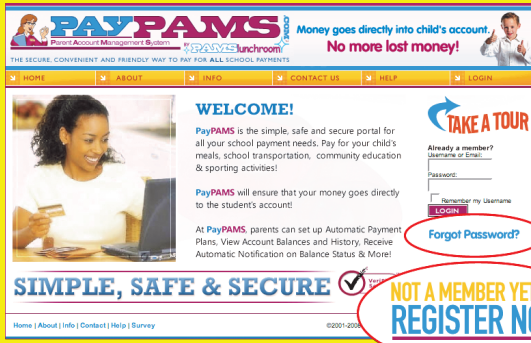 PAYPAMS
Parent Account Management System
PAMS lunchroom
THE SECURE, CONVENIENT AND FRIENDLY WAY TO PAY FOR ALL SCHOOL PAYMENTS
Money goes directly into child's account.
No more lost money!
HOME ABOUT INFO CONTACT US HELP LOGIN
WELCOME!
PayPAMS is the simple, safe and secure portal for
all your school payment needs. Pay for your child's
meals, school transportation, community education
& sporting activities!
PayPAMS will ensure that your money goes directly
to the student's account!
At PayPAMS, parents can set up Automatic Payment
Plans, View Account Balances and History, Receive
Automatic Notification on Balance Status & More!
TAKE A TOUR
Already a member?
Username or Email:
Password:
Remember my Username
LOGIN
Forgot Password?
SIMPLE, SAFE & SECURE
NOT A MEMBER YET
REGISTER NO
Home | About | Info | Contact | Help | Survey
©2001-2008